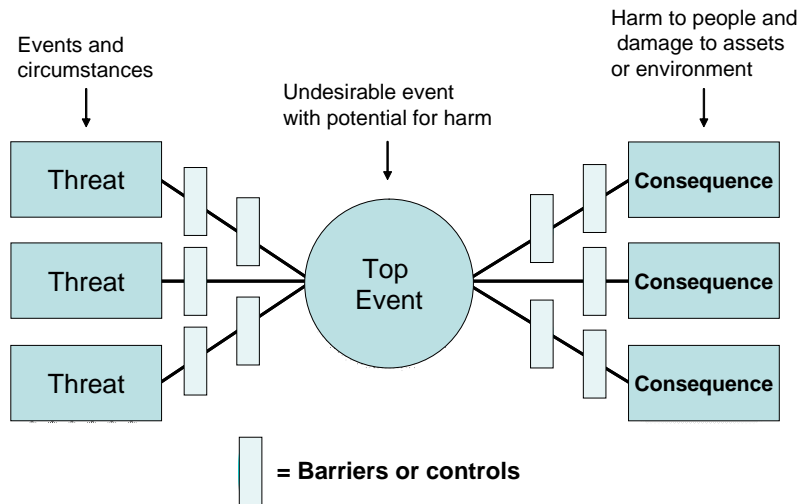 Events and
circumstances
Undesirable event
with potential for harm
Harm to people and
damage to assets
or environment
Threat
Threat
Threat
Top
Event
Consequence
Consequence
Consequence
= Barriers or controls